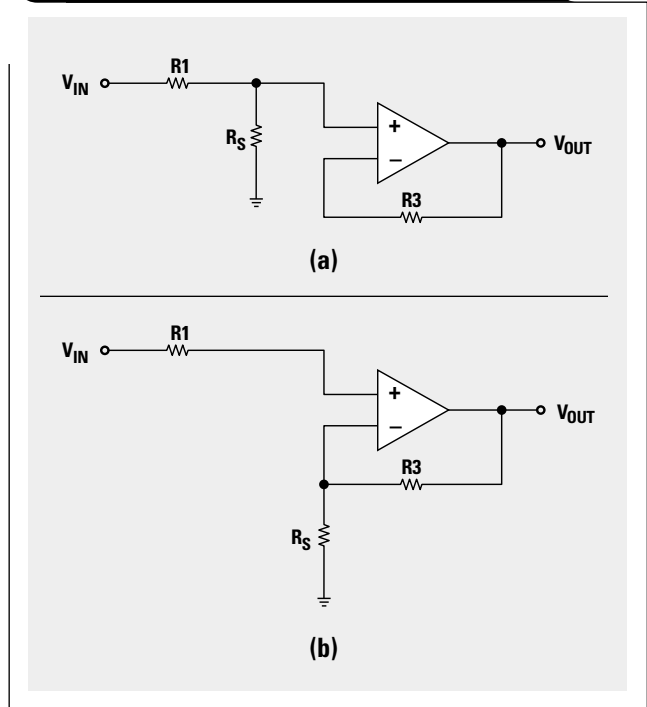 R1
V_IN
R_S
+
−
V_OUT
R3
(a)
R1
V_IN
+
−
V_OUT
R3
R_S
(b)